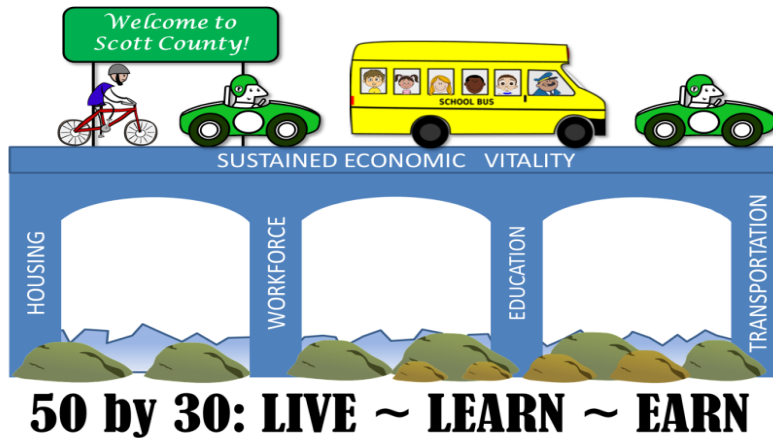 Welcome to
Scott County!
SCHOOL BUS
SUSTAINED ECONOMIC VITALITY
HOUSING
WORKFORCE
EDUCATION
TRANSPORTATION
50 by 30: LIVE ~ LEARN ~ EARN